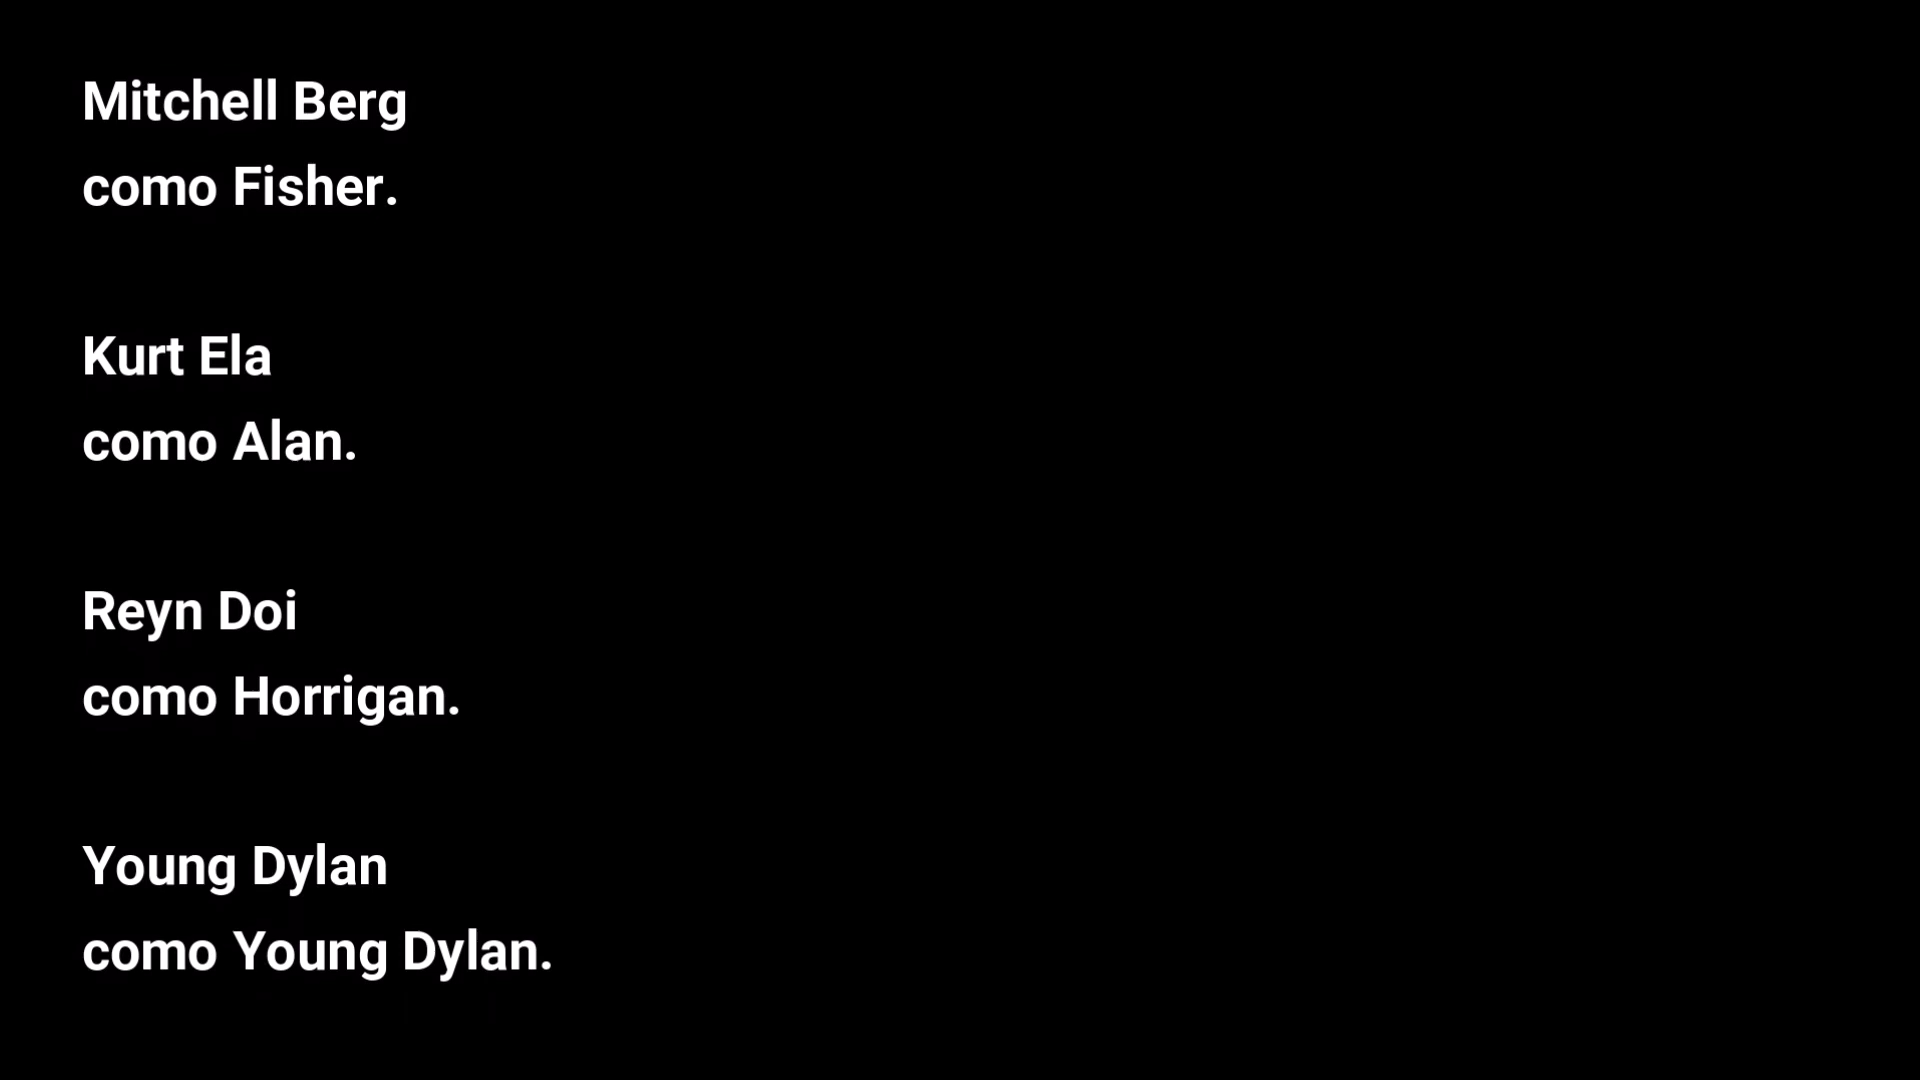 Mitchell Berg
como Fisher.
Kurt Ela
como Alan.
Reyn Doi
como Horrigan.
Young Dylan
como Young Dylan.